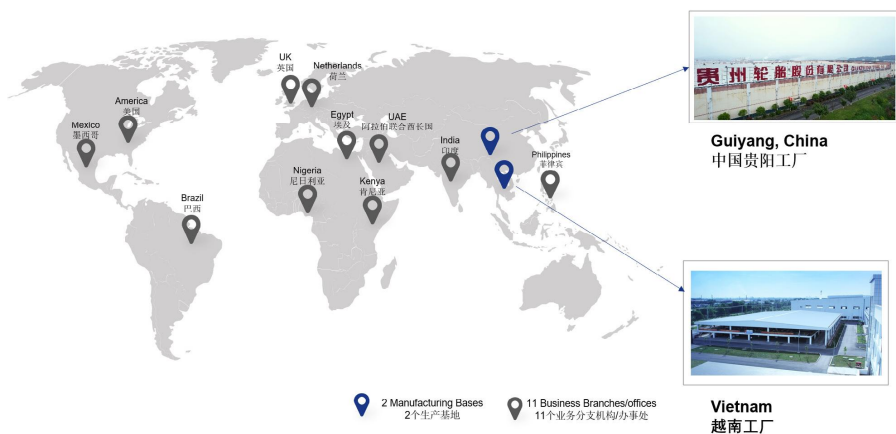 UK
英国
Netherlands
荷兰
America
美国
Mexico
墨西哥
Egypt
埃及
UAE
阿拉伯联合酋长国
India
印度
Philippines
菲律宾
Nigeria
尼日利亚
Kenya
肯尼亚
Brazil
巴西
贵州轮胎股份有限公司
Guiyang, China
中国贵阳工厂
2 Manufacturing Bases
2个生产基地
11 Business Branches/offices
11个业务分支机构/办事处
Vietnam
越南工厂